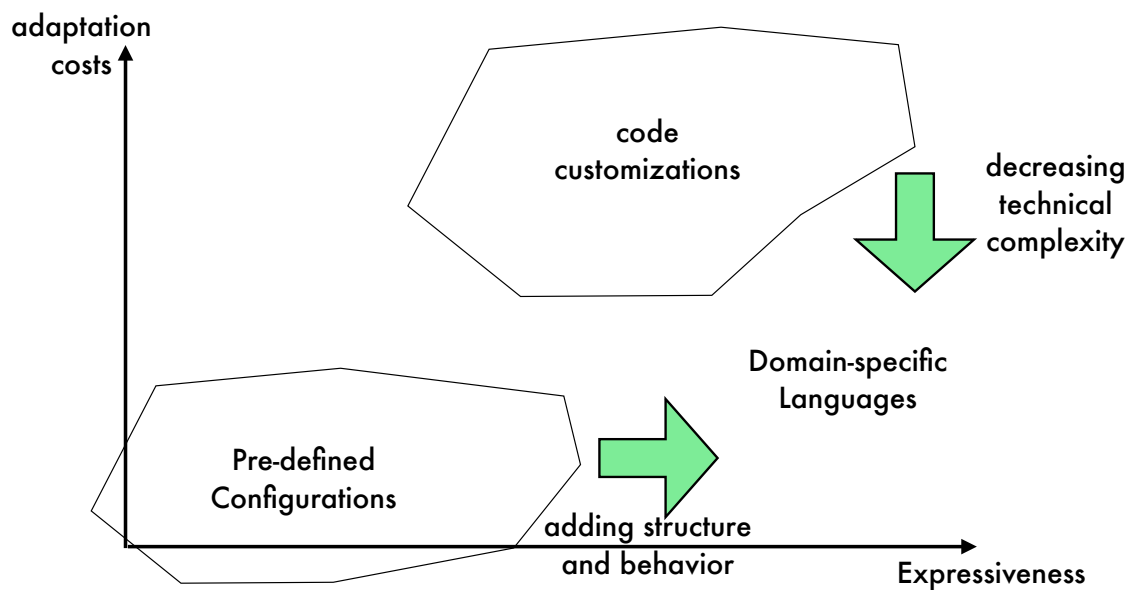 adaptation
costs
code
customizations
decreasing
technical
complexity
Domain-specific
Languages
Pre-defined
Configurations
adding structure
and behavior
Expressiveness